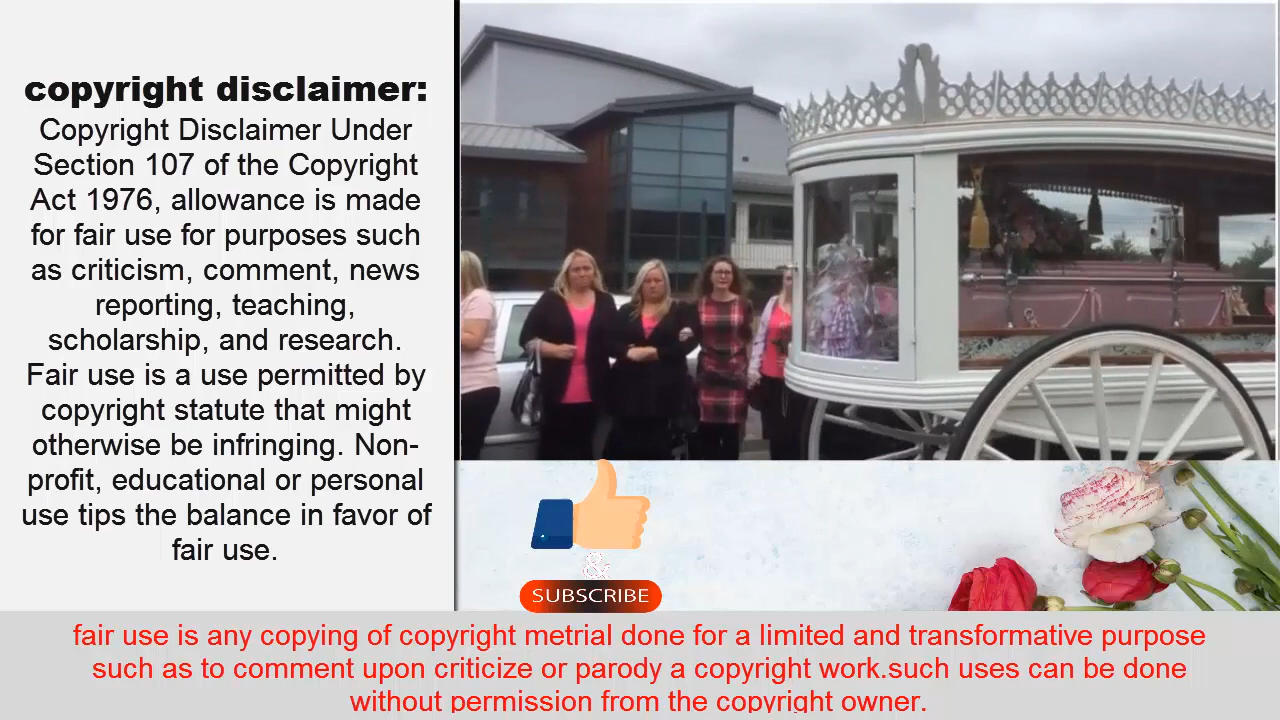 copyright disclaimer:
Copyright Disclaimer Under
Section 107 of the Copyright
Act 1976, allowance is made
for fair use for purposes such
as criticism, comment, news
reporting, teaching,
scholarship, and research.
Fair use is a use permitted by
copyright statute that might
otherwise be infringing. Non-
profit, educational or personal
use tips the balance in favor of
fair use.
&
SUBSCRIBE
fair use is any copying of copyright metrial done for a limited and transformative purpose
such as to comment upon criticize or parody a copyright work.such uses can be done
without permission from the copyright owner.